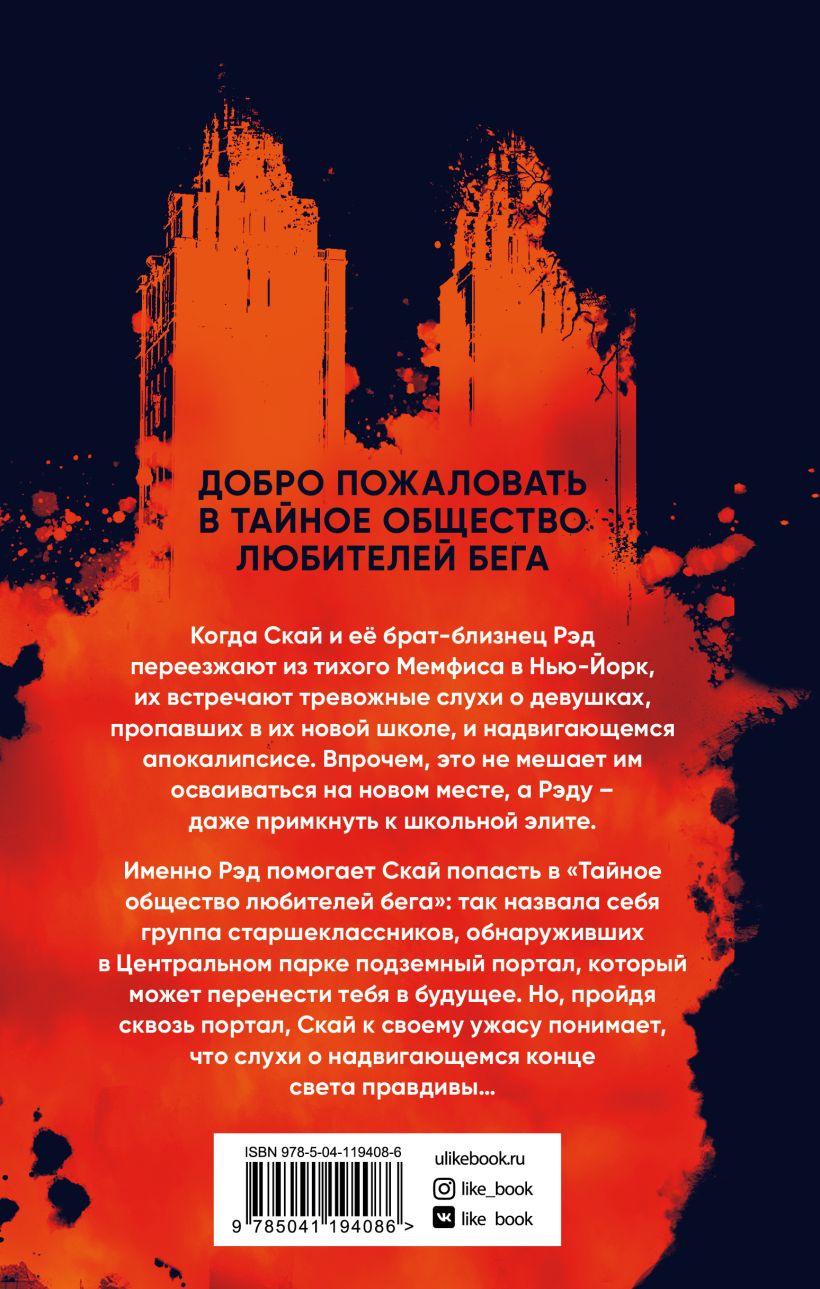 ДОБРО ПОЖАЛОВАТЬ
В ТАЙНОЕ ОБЩЕСТВО
ЛЮБИТЕЛЕЙ БЕГА
Когда Скай и её брат-близнец Рэд
переезжают из тихого Мемфиса в Нью-Йорк,
их встречают тревожные слухи о девушках,
пропавших в их новой школе, и надвигающемся
апокалипсисе. Впрочем, это не мешает им
осваиваться на новом месте, а Рэду –
даже примкнуть к школьной элите.
Именно Рэд помогает Скай попасть в «Тайное
общество любителей бега»: так назвала себя
группа старшеклассников, обнаруживших
в Центральном парке подземный портал, который
может перенести тебя в будущее. Но, пройдя
сквозь портал, Скай к своему ужасу понимает,
что слухи о надвигающемся конце
света правдивы...
ISBN 978-5-04-119408-6
9 785041 194086 >
ulikebook.ru
like_book
like book